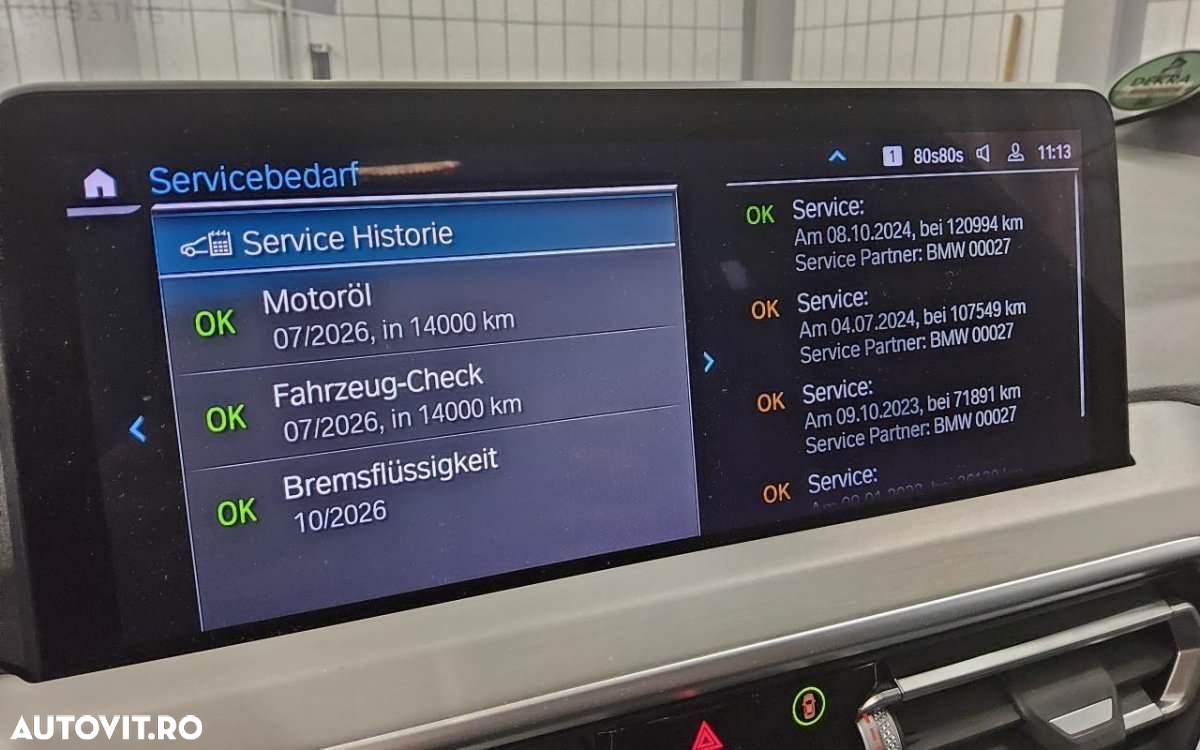 DEKRA
Servicebedarf
1 80s80s 11:13
Service Historie
OK Motoröl
07/2026, in 14000 km
OK Fahrzeug-Check
07/2026, in 14000 km
OK Bremsflüssigkeit
10/2026
OK Service:
Am 08.10.2024, bei 120994 km
Service Partner: BMW 00027
OK Service:
Am 04.07.2024, bei 107549 km
Service Partner: BMW 00027
OK Service:
Am 09.10.2023, bei 71891 km
Service Partner: BMW 00027
OK Service:
AUTOVIT.RO